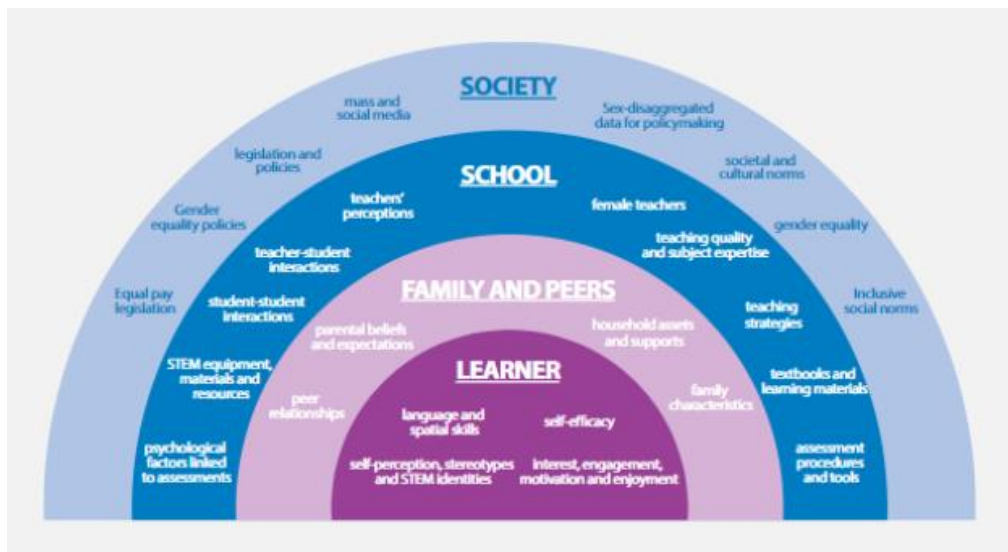 SOCIETY
mass and
social media
Sex-disaggregated
data for policymaking
legislation and
policies
societal and
cultural norms
Gender
equality policies
gender equality
Equal pay
legislation
Inclusive
social norms
SCHOOL
teachers'
perceptions
female teachers
teacher-student
interactions
teaching quality
and subject expertise
student-student
interactions
teaching
strategies
STEM equipment,
materials and
resources
textbooks and
learning materials
psychological
factors linked
to assessments
assessment
procedures
and tools
FAMILY AND PEERS
parental beliefs
and expectations
household assets
and supports
peer
relationships
family
characteristics
LEARNER
language and
spatial skills
self-efficacy
self-perception, stereotypes
and STEM identities
interest, engagement,
motivation and enjoyment